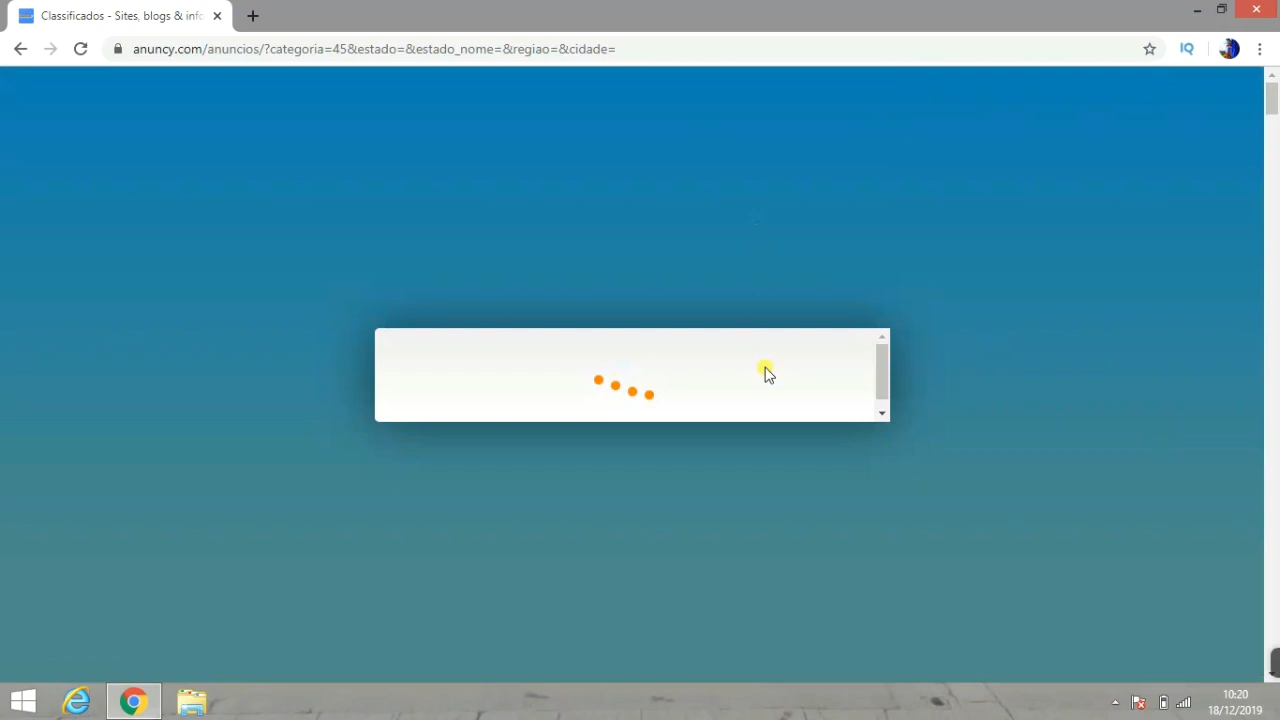 Classificados - Sites, blogs & info
anuncy.com/anuncios/?categoria=45&estado=&estado_nome=&regiao=&cidade=
IQ
10:20
18/12/2019